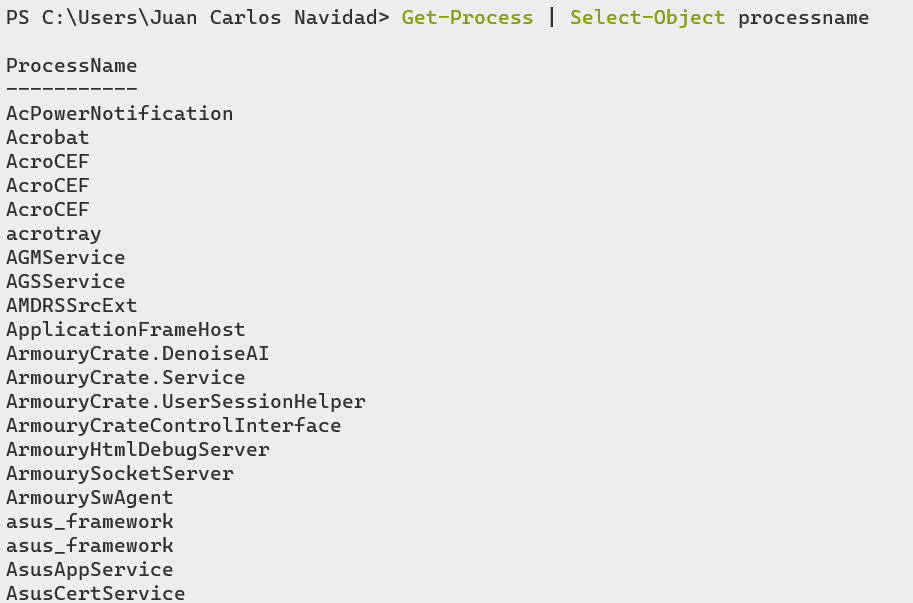 PS C:\Users\Juan Carlos Navidad> Get-Process | Select-Object processname
ProcessName
-----------
AcPowerNotification
Acrobat
AcroCEF
AcroCEF
AcroCEF
acrotray
AGMService
AGSService
AMDRSSrcExt
ApplicationFrameHost
ArmouryCrate.DenoiseAI
ArmouryCrate.Service
ArmouryCrate.UserSessionHelper
ArmouryCrateControlInterface
ArmouryHtmlDebugServer
ArmourySocketServer
ArmourySwAgent
asus_framework
asus_framework
AsusAppService
AsusCertService